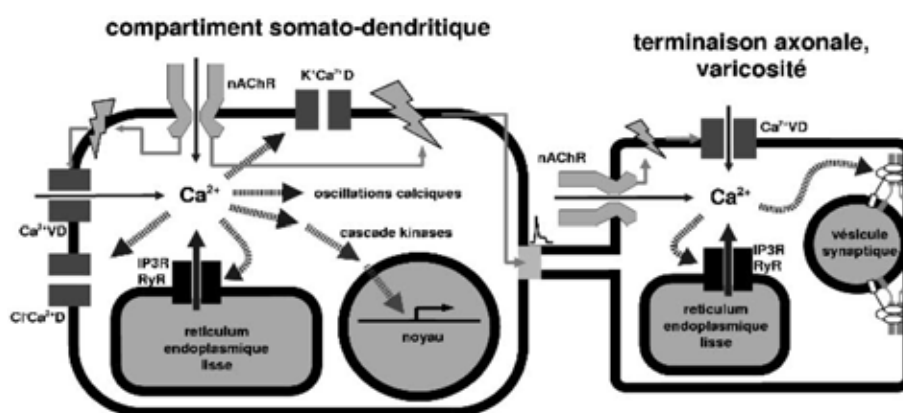 compartiment somato-dendritique
terminaison axonale,
varicosité
nAChR
K⁺Ca²⁺D
Ca²⁺VD
nAChR
Ca²⁺
oscillations calciques
cascade kinases
Ca²⁺VD
IP3R
RyR
Cl⁻Ca²⁺D
reticulum
endoplasmique
lisse
noyau
Ca²⁺
vésicule
synaptique
IP3R
RyR
reticulum
endoplasmique
lisse